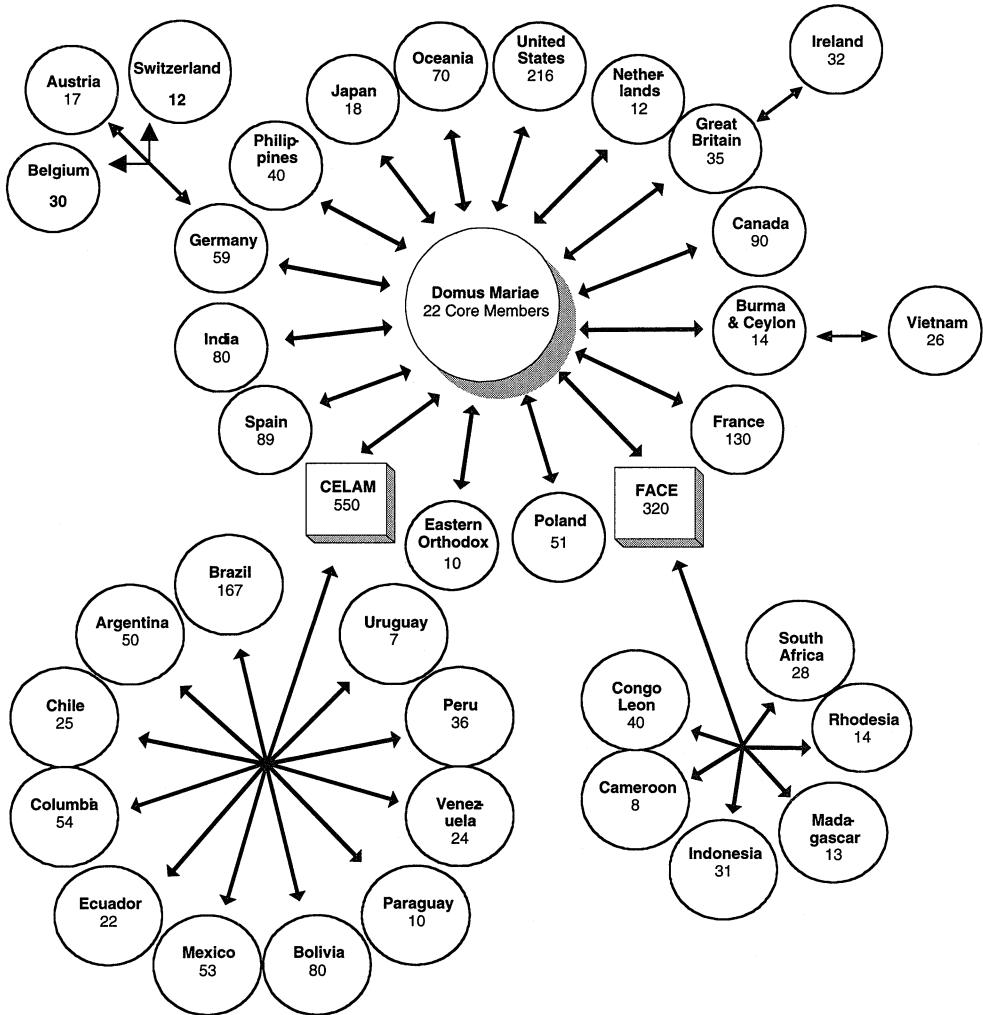 Austria
17
Switzerland
12
Belgium
30
Germany
59
Philip-
pines
40
Japan
18
Oceania
70
United
States
216
Nether-
lands
12
Great
Britain
35
Ireland
32
Canada
90
Burma
& Ceylon
14
Vietnam
26
France
130
Domus Mariae
22 Core Members
India
80
Spain
89
CELAM
550
Eastern
Orthodox
10
Poland
51
FACE
320
Brazil
167
Argentina
50
Chile
25
Columbia
54
Ecuador
22
Mexico
53
Bolivia
80
Paraguay
10
Venez-
uela
24
Peru
36
Uruguay
7
South
Africa
28
Rhodesia
14
Mada-
gascar
13
Indonesia
31
Cameroon
8
Congo
Leon
40